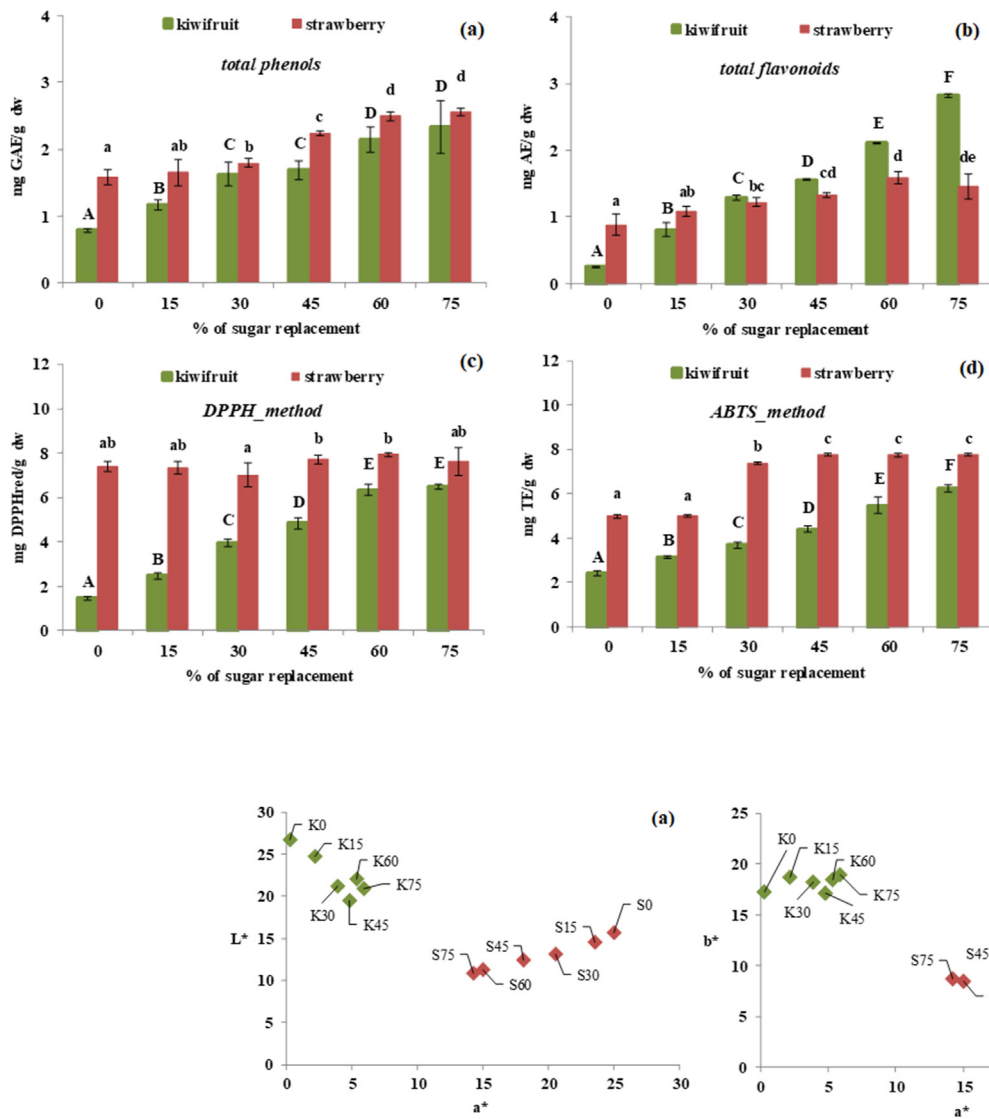 kiwifruit strawberry (a)
total phenols
mg GAE/g dw
4
3
2
1
0
A a B ab C b C c D d D d
0 15 30 45 60 75
% of sugar replacement
kiwifruit strawberry (b)
total flavonoids
mg AE/g dw
4
3
2
1
0
A a B ab C bc D cd E d F de
0 15 30 45 60 75
% of sugar replacement
kiwifruit strawberry (c)
DPPH_method
mg DPPHred/g dw
12
10
8
6
4
2
0
A ab B ab C a D b E b E ab
0 15 30 45 60 75
% of sugar replacement
kiwifruit strawberry (d)
ABTS_method
mg TE/g dw
12
10
8
6
4
2
0
A a B a C b D c E c F c
0 15 30 45 60 75
% of sugar replacement
(a)
L*
30
25
20
15
10
5
0
K0
K15
K60
K75
K30
K45
S0
S15
S45
S30
S75
S60
0 5 10 15 20 25 30
a*
b*
25
20
15
10
5
0
K0
K15
K60
K75
K30
K45
S75
S45
0 5 10 15
a*